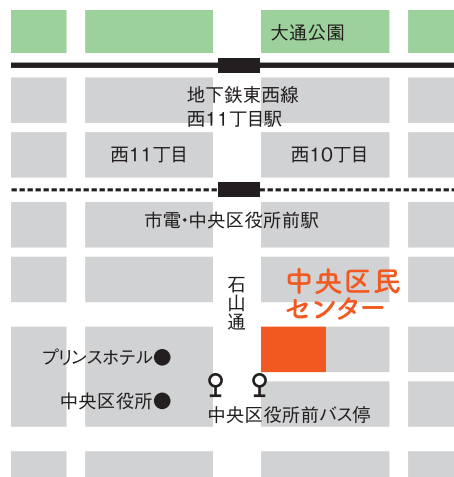 大通公園
地下鉄東西線
西11丁目駅
西11丁目
西10丁目
市電・中央区役所前駅
石山通
中央区民
センター
プリンスホテル
中央区役所
中央区役所前バス停